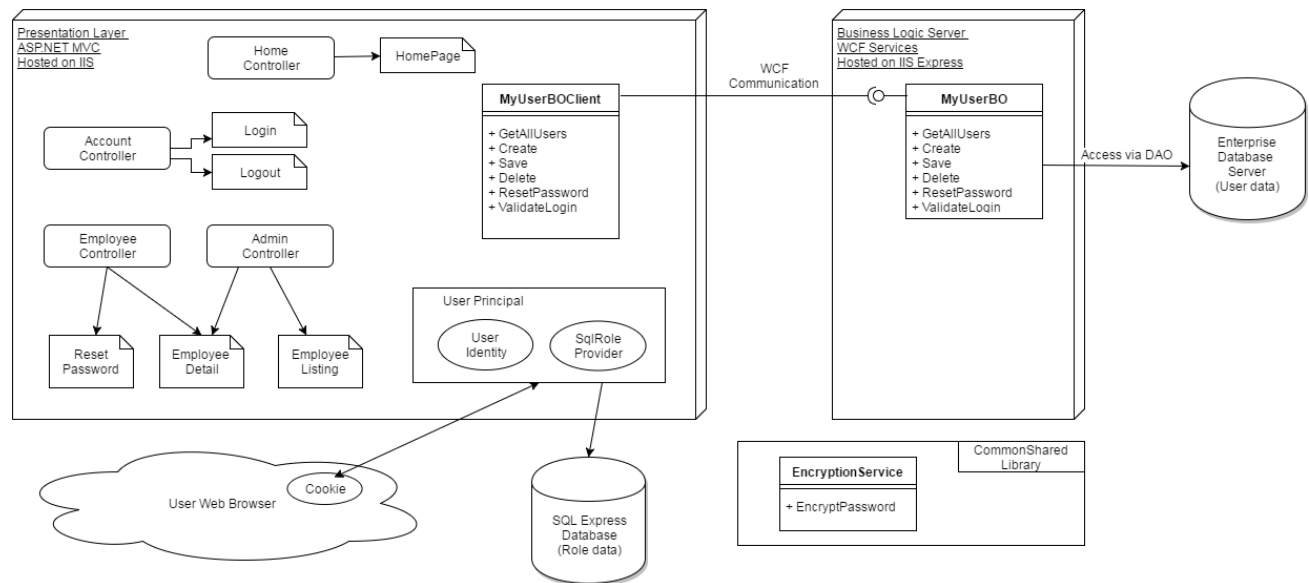 Presentation Layer
ASP.NET MVC
Hosted on IIS
Home
Controller
HomePage
Account
Controller
Login
Logout
MyUserBOClient
+ GetAllUsers
+ Create
+ Save
+ Delete
+ ResetPassword
+ ValidateLogin
WCF
Communication
Business Logic Server
WCF Services
Hosted on IIS Express
MyUserBO
+ GetAllUsers
+ Create
+ Save
+ Delete
+ ResetPassword
+ ValidateLogin
Access via DAO
Enterprise
Database
Server
(User data)
Employee
Controller
Admin
Controller
Reset
Password
Employee
Detail
Employee
Listing
User Principal
User
Identity
SqlRole
Provider
User Web Browser
Cookie
SQL Express
Database
(Role data)
CommonShared
Library
EncryptionService
+ EncryptPassword